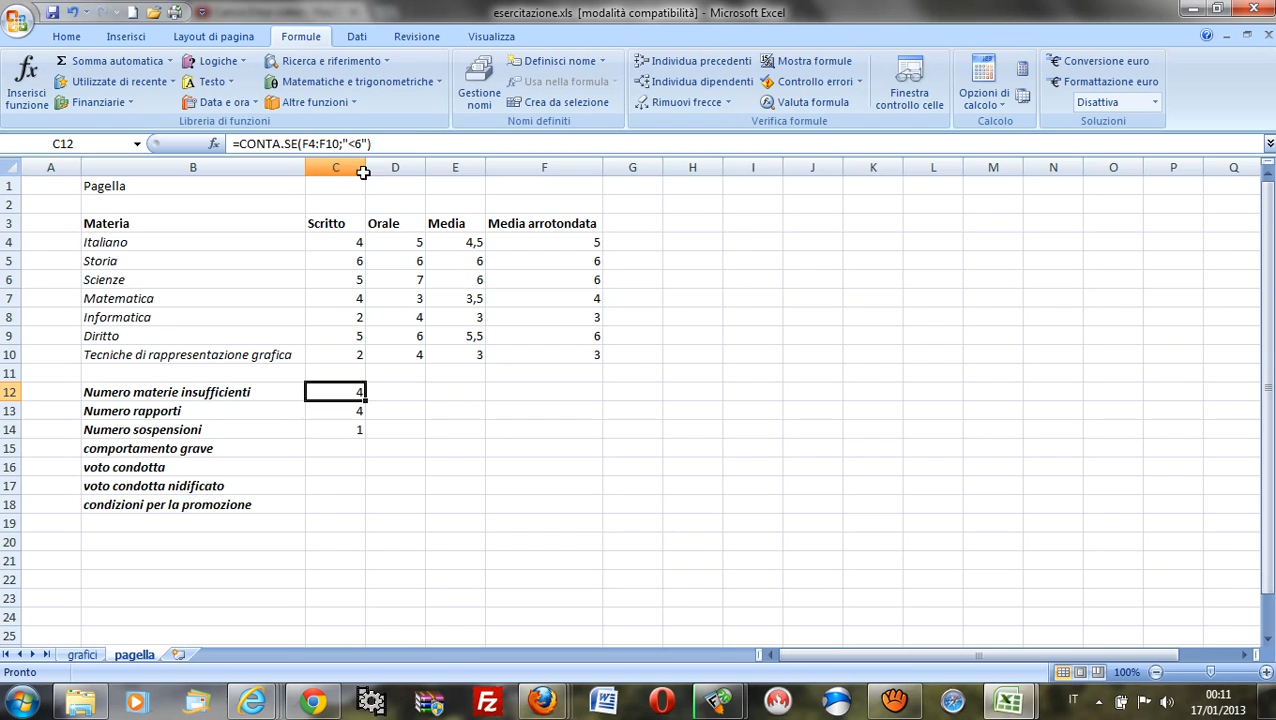 esercitazione.xls [modalità compatibilità] - Microsoft Excel
Home Inserisci Layout di pagina Formule Dati Revisione Visualizza
Inserisci funzione
Somma automatica
Utilizzate di recente
Finanziarie
Logiche
Testo
Data e ora
Ricerca e riferimento
Matematiche e trigonometriche
Altre funzioni
Libreria di funzioni
Gestione nomi
Definisci nome
Usa nella formula
Crea da selezione
Nomi definiti
Individua precedenti
Individua dipendenti
Rimuovi frecce
Mostra formule
Controllo errori
Valuta formula
Finestra controllo celle
Verifica formule
Opzioni di calcolo
Calcolo
Conversione euro
Formattazione euro
Disattiva
Soluzioni
C12 fx =CONTA.SE(F4:F10;"<6")
A B C D E F G H I J K L M N O P Q
1 Pagella
2
3 Materia Scritto Orale Media Media arrotondata
4 Italiano 4 5 4,5 5
5 Storia 6 6 6 6
6 Scienze 5 7 6 6
7 Matematica 4 3 3,5 4
8 Informatica 2 4 3 3
9 Diritto 5 6 5,5 6
10 Tecniche di rappresentazione grafica 2 4 3 3
11
12 Numero materie insufficienti 4
13 Numero rapporti 4
14 Numero sospensioni 1
15 comportamento grave
16 voto condotta
17 voto condotta nidificato
18 condizioni per la promozione
19
20
21
22
23
24
25
grafici pagella
Pronto 100%
IT 00:11
17/01/2013